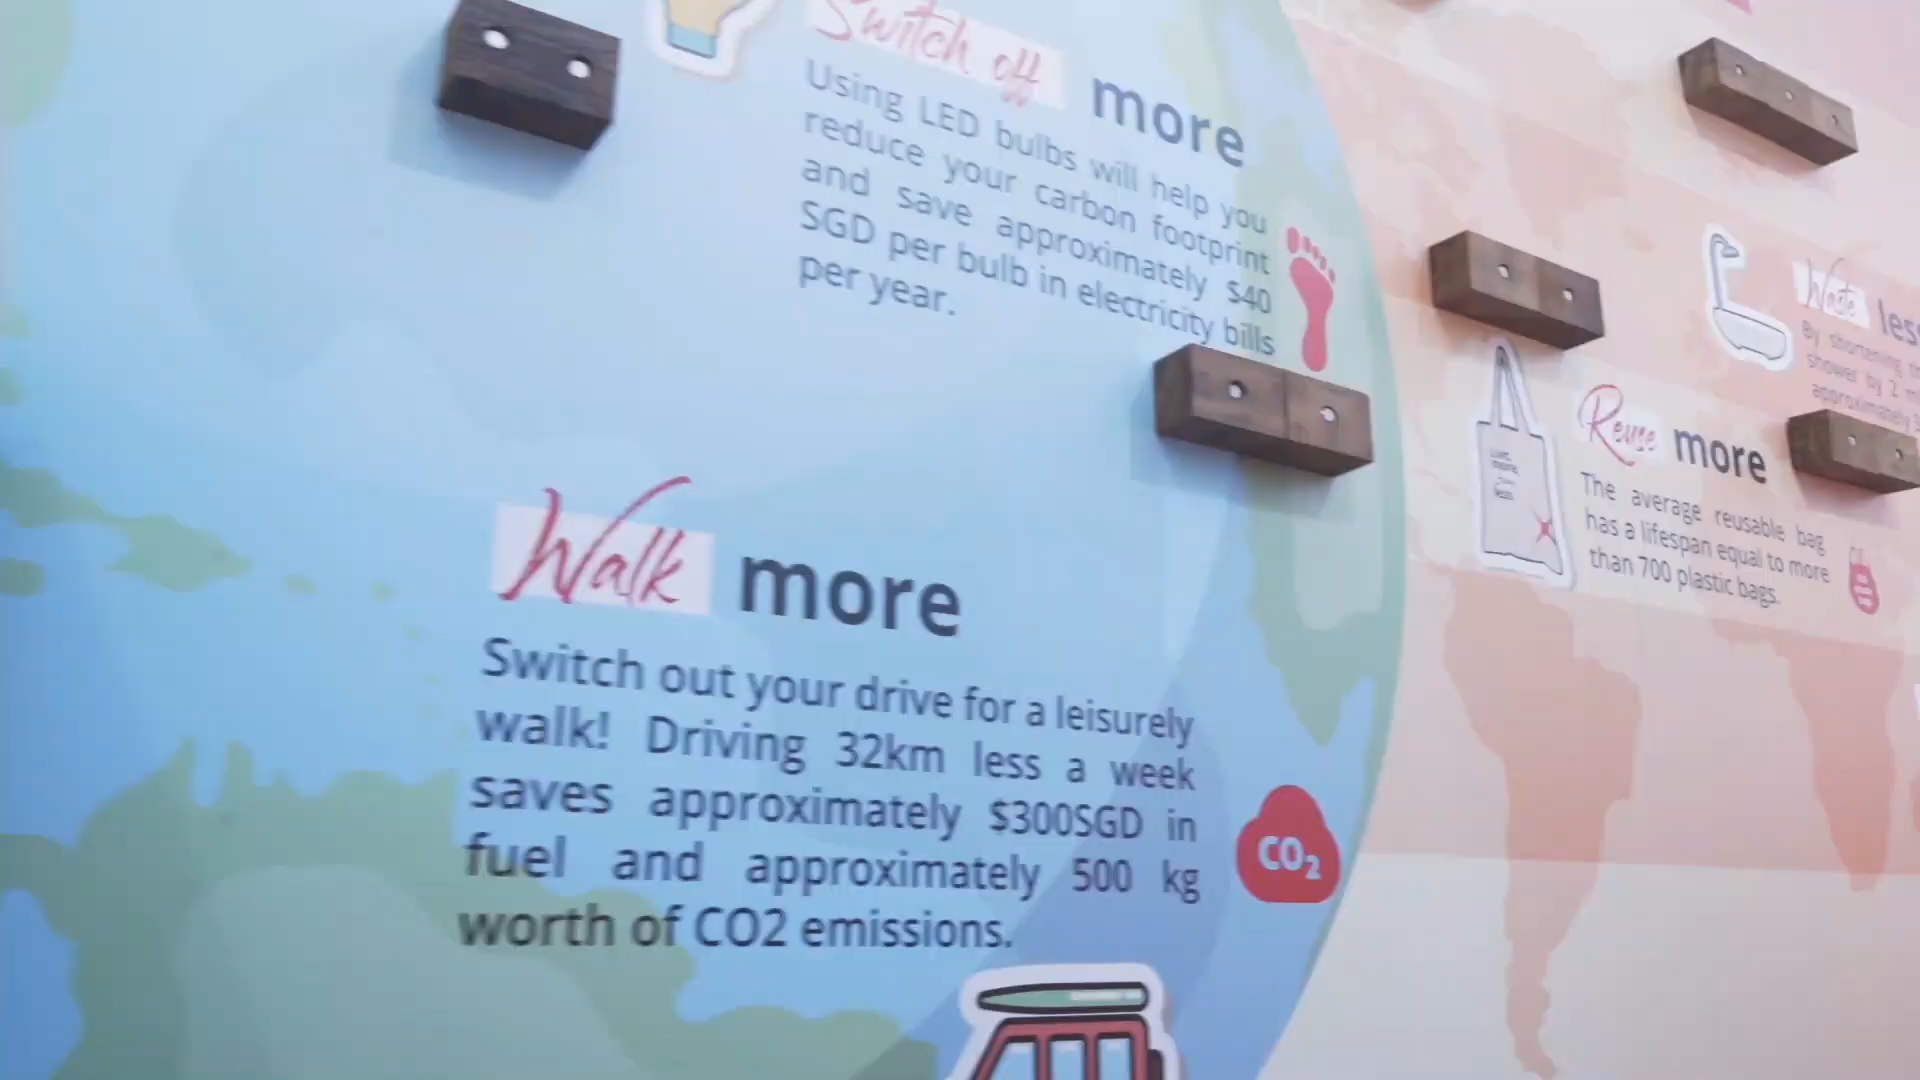 Switch off more
Using LED bulbs will help you
reduce your carbon footprint
and save approximately $40
SGD per bulb in electricity bills
per year.
Walk more
Switch out your drive for a leisurely
walk! Driving 32km less a week
saves approximately $300SGD in
fuel and approximately 500 kg
worth of CO2 emissions.
CO2
Reuse more
The average reusable bag
has a lifespan equal to more
than 700 plastic bags.
Waste less
By shortening
shower by 2
approximately